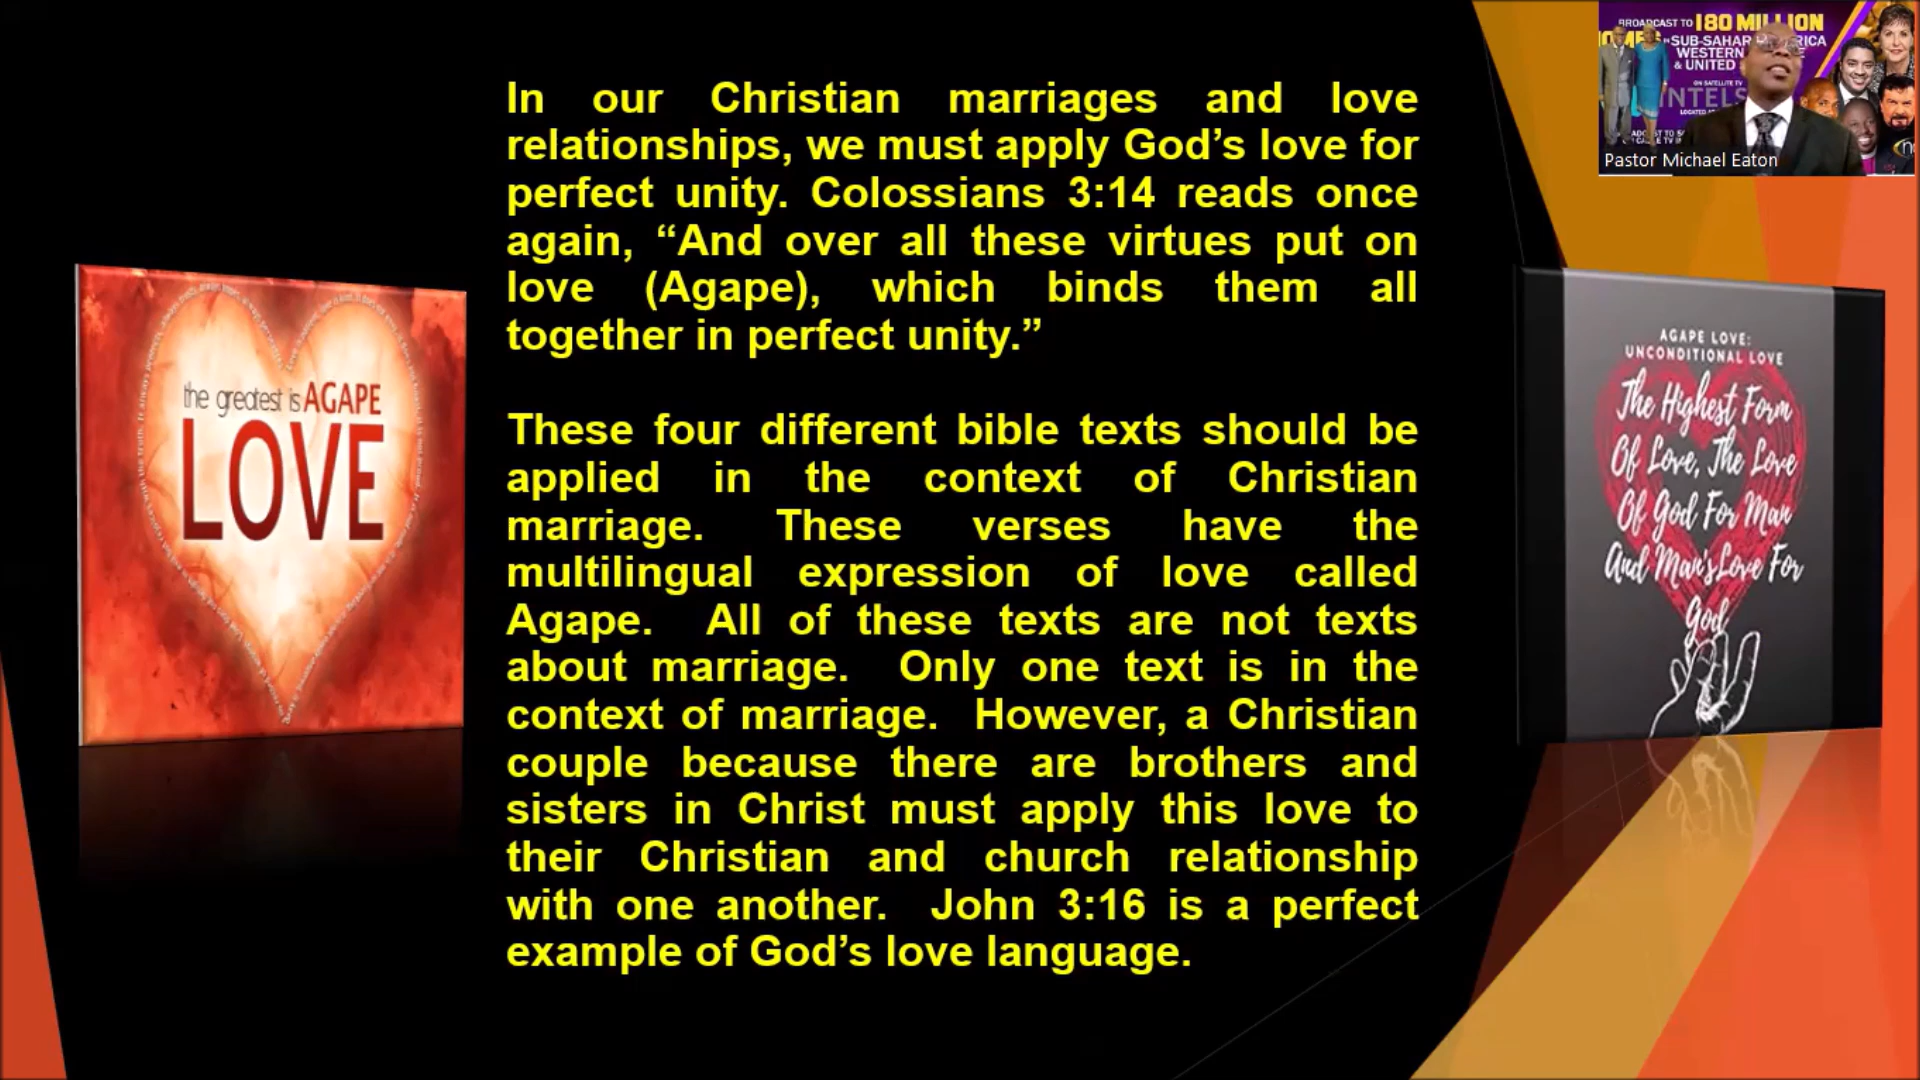 In our Christian marriages and love
relationships, we must apply God’s love for
perfect unity. Colossians 3:14 reads once
again, “And over all these virtues put on
love (Agape), which binds them all
together in perfect unity.”
These four different bible texts should be
applied in the context of Christian
marriage. These verses have the
multilingual expression of love called
Agape. All of these texts are not texts
about marriage. Only one text is in the
context of marriage. However, a Christian
couple because there are brothers and
sisters in Christ must apply this love to
their Christian and church relationship
with one another. John 3:16 is a perfect
example of God’s love language.
the greatest is AGAPE
LOVE
AGAPE LOVE:
UNCONDITIONAL LOVE
The Highest Form
Of Love, The Love
Of God For Man
And Man's Love For
God
BROADCAST TO 180 MILLION
WESTERN
& UNITED
ON SATELLITE TV
Pastor Michael Eaton